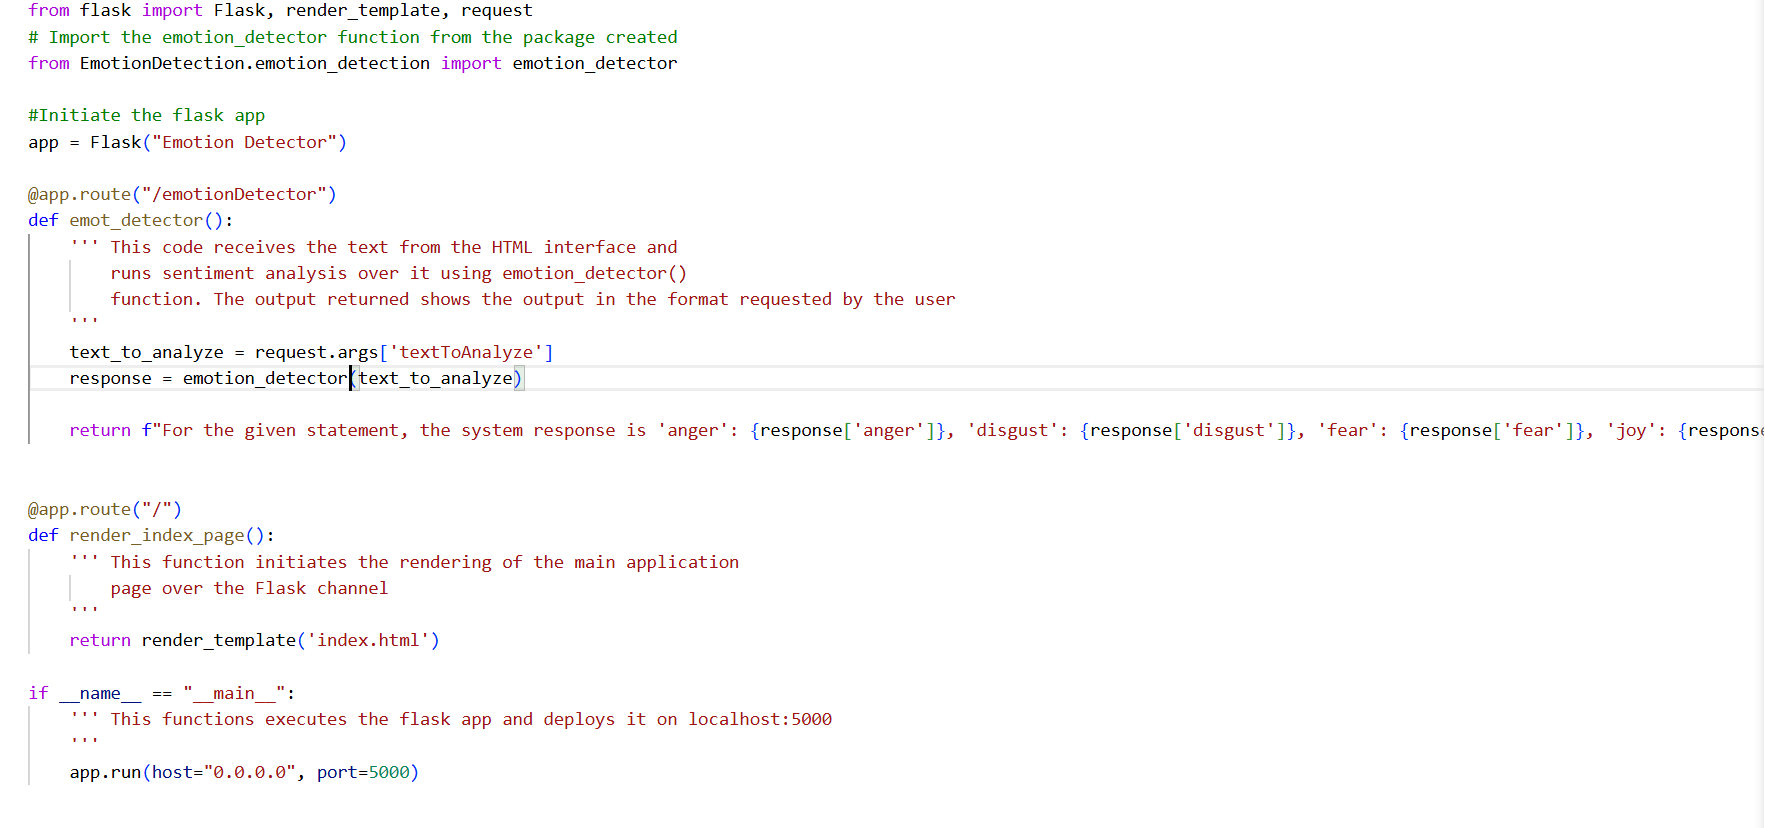 from flask import Flask, render_template, request
# Import the emotion_detector function from the package created
from EmotionDetection.emotion_detection import emotion_detector
#Initiate the flask app
app = Flask("Emotion Detector")
@app.route("/emotionDetector")
def emot_detector():
    ''' This code receives the text from the HTML interface and
        runs sentiment analysis over it using emotion_detector()
        function. The output returned shows the output in the format requested by the user
    '''
    text_to_analyze = request.args['textToAnalyze']
    response = emotion_detector(text_to_analyze)
    return f"For the given statement, the system response is 'anger': {response['anger']}, 'disgust': {response['disgust']}, 'fear': {response['fear']}, 'joy': {
@app.route("/")
def render_index_page():
    ''' This function initiates the rendering of the main application
        page over the Flask channel
    '''
    return render_template('index.html')
if __name__ == "__main__":
    ''' This functions executes the flask app and deploys it on localhost:5000
    '''
    app.run(host="0.0.0.0", port=5000)